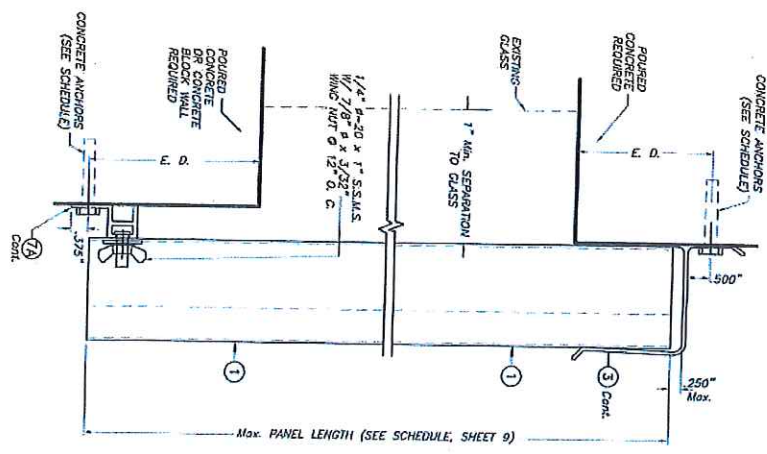 CONCRETE ANCHORS
(SEE SCHEDULE)
POURED
CONCRETE
OR CONCRETE
BLOCK WALL
REQUIRED
E. D.
7A
Cont.
.375"
1/4" ø-20 x 1" S.S.M.S.
W/ 7/8" ø x 3/32"
WING NUT @ 12" O. C.
EXISTING
GLASS
1" Min. SEPARATION
TO GLASS
POURED
CONCRETE
REQUIRED
CONCRETE ANCHORS
(SEE SCHEDULE)
E. D.
.500"
1
1
3
Cont.
.250"
Max.
Max. PANEL LENGTH (SEE SCHEDULE, SHEET 9)